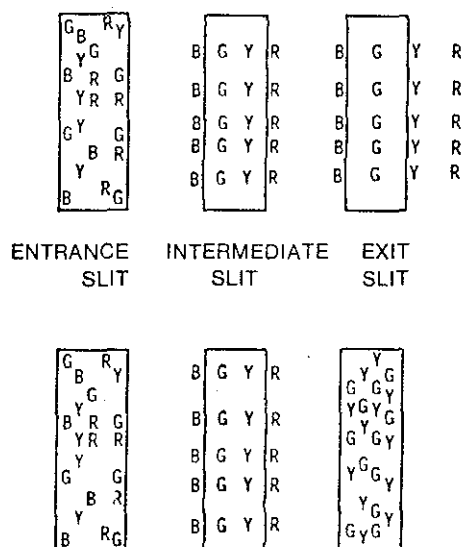 G R
B Y
Y G B G Y R B G Y R
B R G
Y R R B G Y R B G Y R
G Y G B G Y R B G Y R
B R B G Y R B G Y R
Y
B R G B G Y R B G Y R
ENTRANCE INTERMEDIATE EXIT
SLIT SLIT SLIT
G R B G Y R Y
B Y Y G
G G G Y
B Y R G B G Y R Y G Y
Y R R G Y G Y
Y
G G B G Y R Y G G
B R B G Y R Y
Y Y G Y
B R G B G Y R G Y G